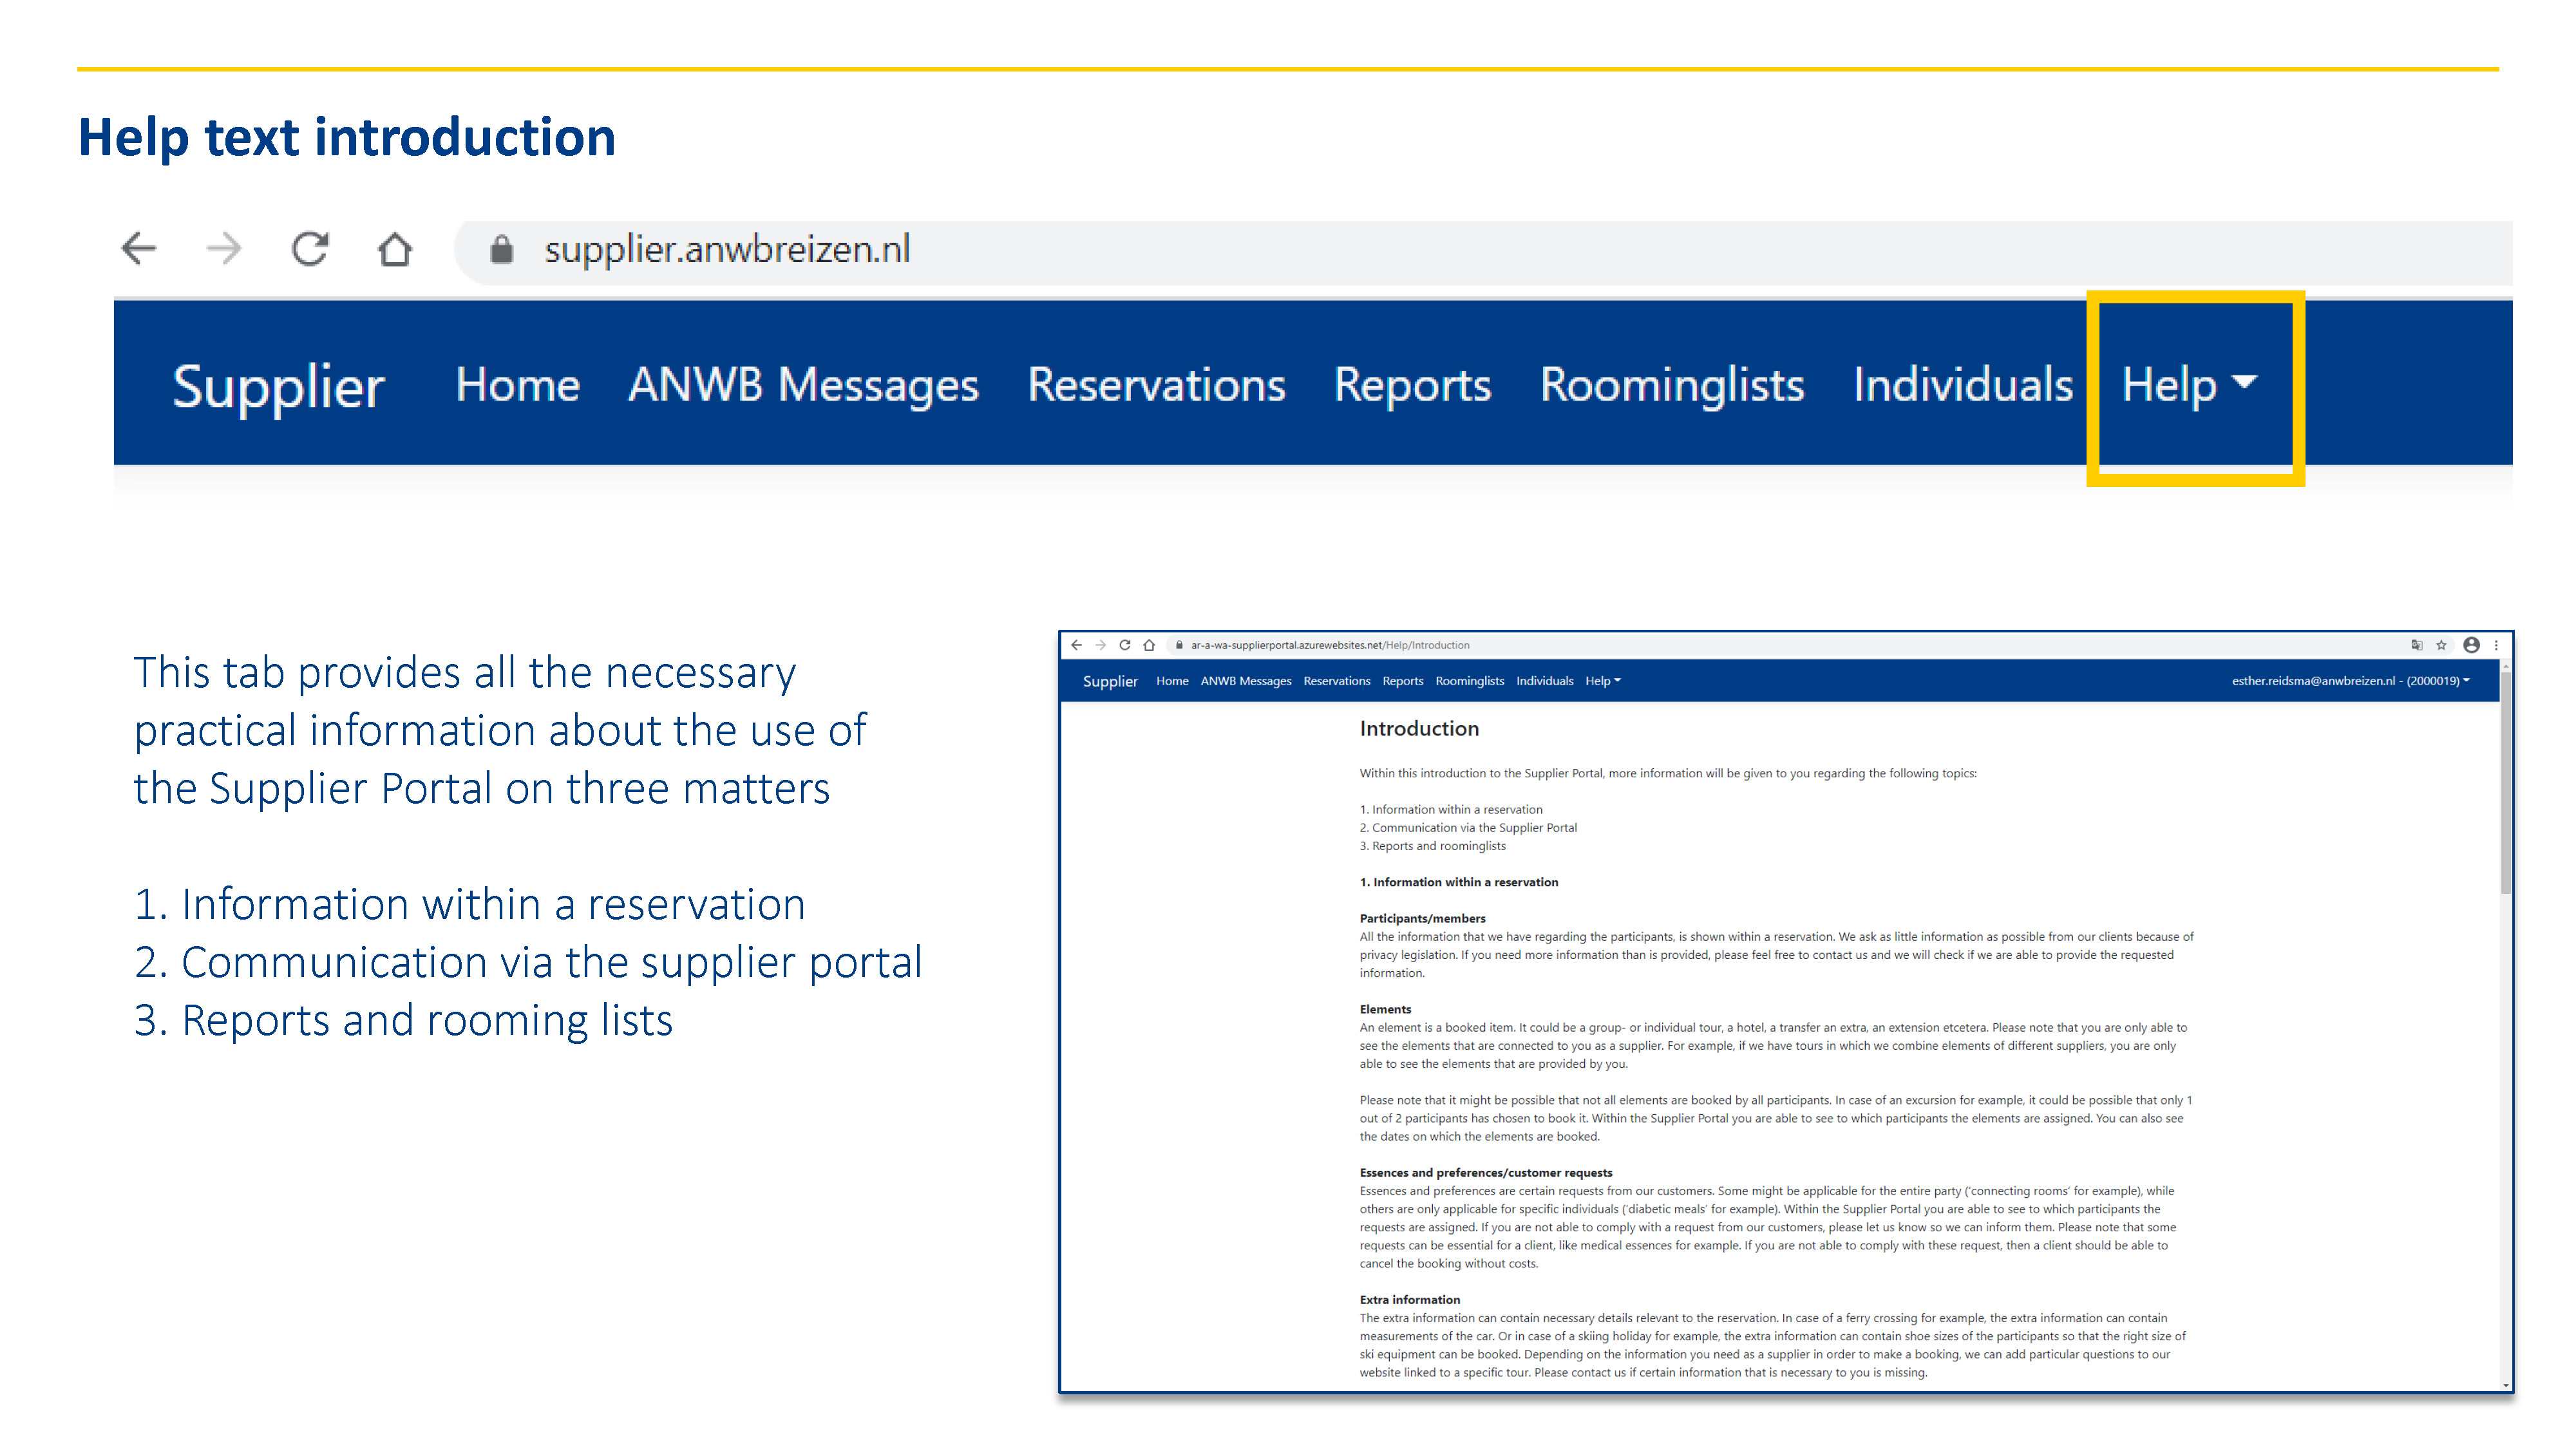 Help text introduction
supplier.anwbreizen.nl
Supplier Home ANWB Messages Reservations Reports Roominglists Individuals Help
This tab provides all the necessary
practical information about the use of
the Supplier Portal on three matters
1. Information within a reservation
2. Communication via the supplier portal
3. Reports and rooming lists
ar-a-wa-supplierportal.azurewebsites.net/Help/Introduction
Supplier Home ANWB Messages Reservations Reports Roominglists Individuals Help esther.reidsma@anwbreizen.nl - (2000019)
Introduction
Within this introduction to the Supplier Portal, more information will be given to you regarding the following topics:
1. Information within a reservation
2. Communication via the Supplier Portal
3. Reports and roominglists
1. Information within a reservation
Participants/members
All the information that we have regarding the participants, is shown within a reservation. We ask as little information as possible from our clients because of
privacy legislation. If you need more information than is provided, please feel free to contact us and we will check if we are able to provide the requested
information.
Elements
An element is a booked item. It could be a group- or individual tour, a hotel, a transfer an extra, an extension etcetera. Please note that you are only able to
see the elements that are connected to you as a supplier. For example, if we have tours in which we combine elements of different suppliers, you are only
able to see the elements that are provided by you.
Please note that it might be possible that not all elements are booked by all participants. In case of an excursion for example, it could be possible that only 1
out of 2 participants has chosen to book it. Within the Supplier Portal you are able to see to which participants the elements are assigned. You can also see
the dates on which the elements are booked.
Essences and preferences/customer requests
Essences and preferences are certain requests from our customers. Some might be applicable for the entire party ('connecting rooms' for example), while
others are only applicable for specific individuals ('diabetic meals' for example). Within the Supplier Portal you are able to see to which participants the
requests are assigned. If you are not able to comply with a request from our customers, please let us know so we can inform them. Please note that some
requests can be essential for a client, like medical essences for example. If you are not able to comply with these request, then a client should be able to
cancel the booking without costs.
Extra information
The extra information can contain necessary details relevant to the reservation. In case of a ferry crossing for example, the extra information can contain
measurements of the car. Or in case of a skiing holiday for example, the extra information can contain shoe sizes of the participants so that the right size of
ski equipment can be booked. Depending on the information you need as a supplier in order to make a booking, we can add particular questions to our
website linked to a specific tour. Please contact us if certain information that is necessary to you is missing.